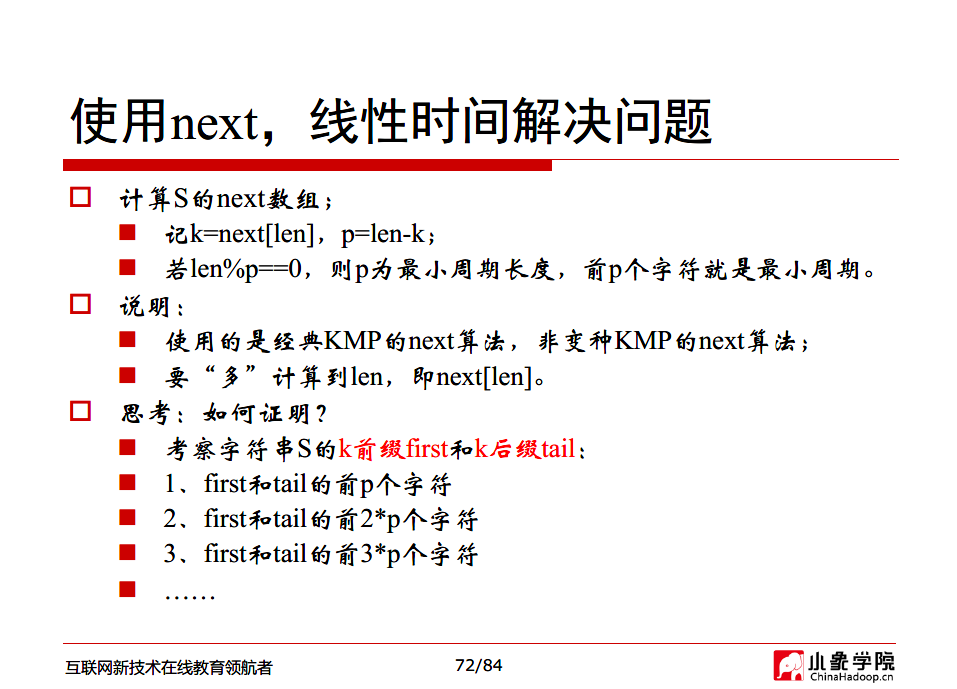 使用next，线性时间解决问题
计算S的next数组；
记k=next[len]，p=len-k；
若len%p==0，则p为最小周期长度，前p个字符就是最小周期。
说明：
使用的是经典KMP的next算法，非变种KMP的next算法；
要“多”计算到len，即next[len]。
思考：如何证明？
考察字符串S的k前缀first和k后缀tail：
1、first和tail的前p个字符
2、first和tail的前2*p个字符
3、first和tail的前3*p个字符
……
互联网新技术在线教育领航者
72/84
小象学院
ChinaHadoop.cn